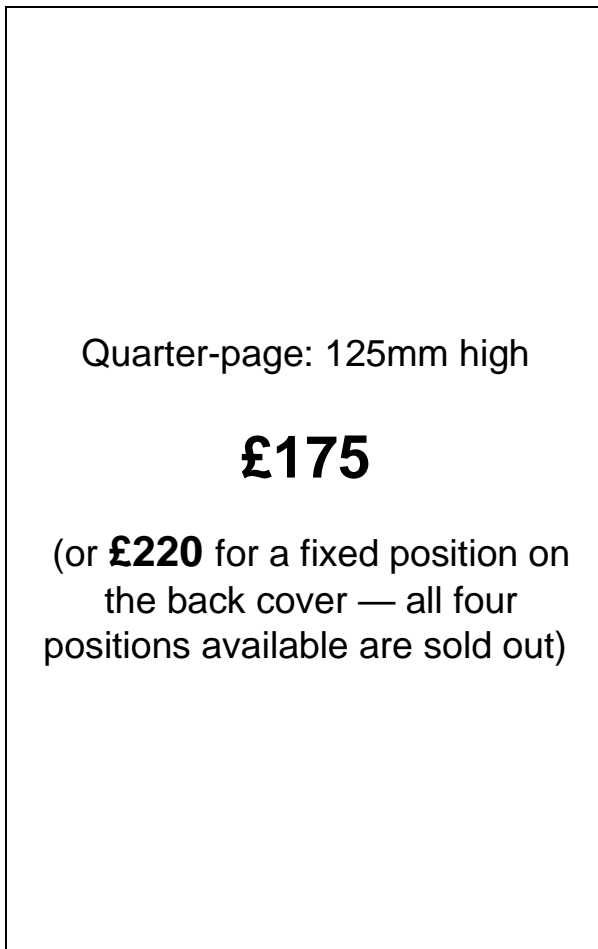 Quarter-page: 125mm high
£175
(or £220 for a fixed position on
the back cover — all four
positions available are sold out)